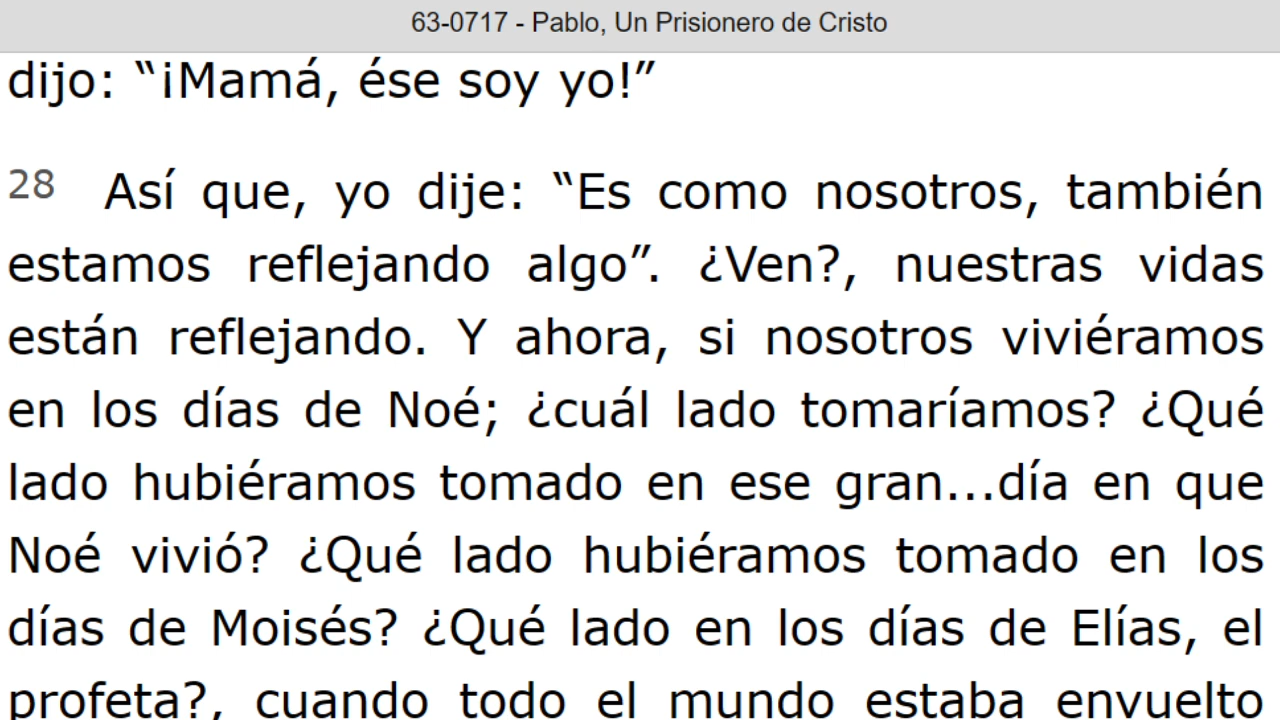 63-0717 - Pablo, Un Prisionero de Cristo
dijo: “¡Mamá, ése soy yo!”
28 Así que, yo dije: “Es como nosotros, también
estamos reflejando algo”. ¿Ven?, nuestras vidas
están reflejando. Y ahora, si nosotros viviéramos
en los días de Noé; ¿cuál lado tomaríamos? ¿Qué
lado hubiéramos tomado en ese gran…día en que
Noé vivió? ¿Qué lado hubiéramos tomado en los
días de Moisés? ¿Qué lado en los días de Elías, el
profeta?, cuando todo el mundo estaba envuelto